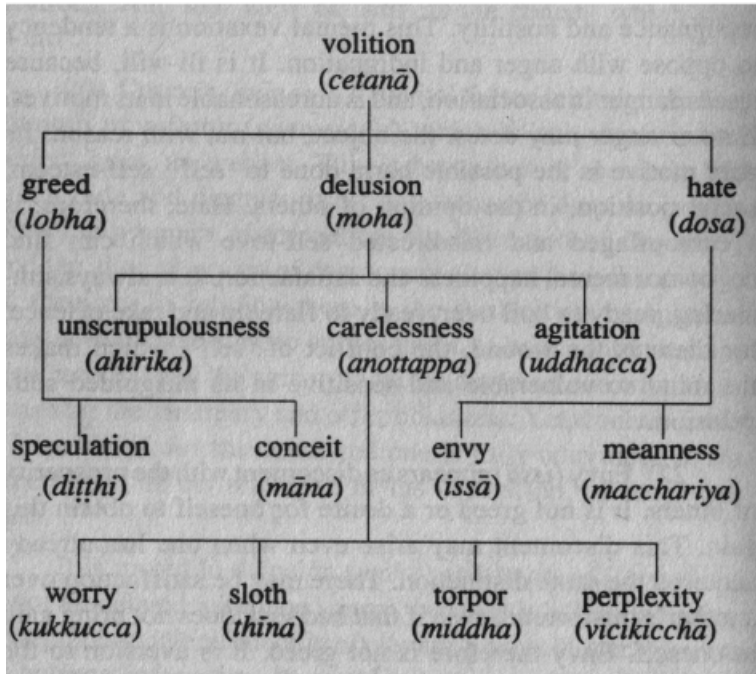 volition
(cetanā)
greed delusion hate
(lobha) (moha) (dosa)
unscrupulousness carelessness agitation
(ahirika) (anottappa) (uddhacca)
speculation conceit envy meanness
(diṭṭhi) (māna) (issā) (macchariya)
worry sloth torpor perplexity
(kukkucca) (thīna) (middha) (vicikicchā)